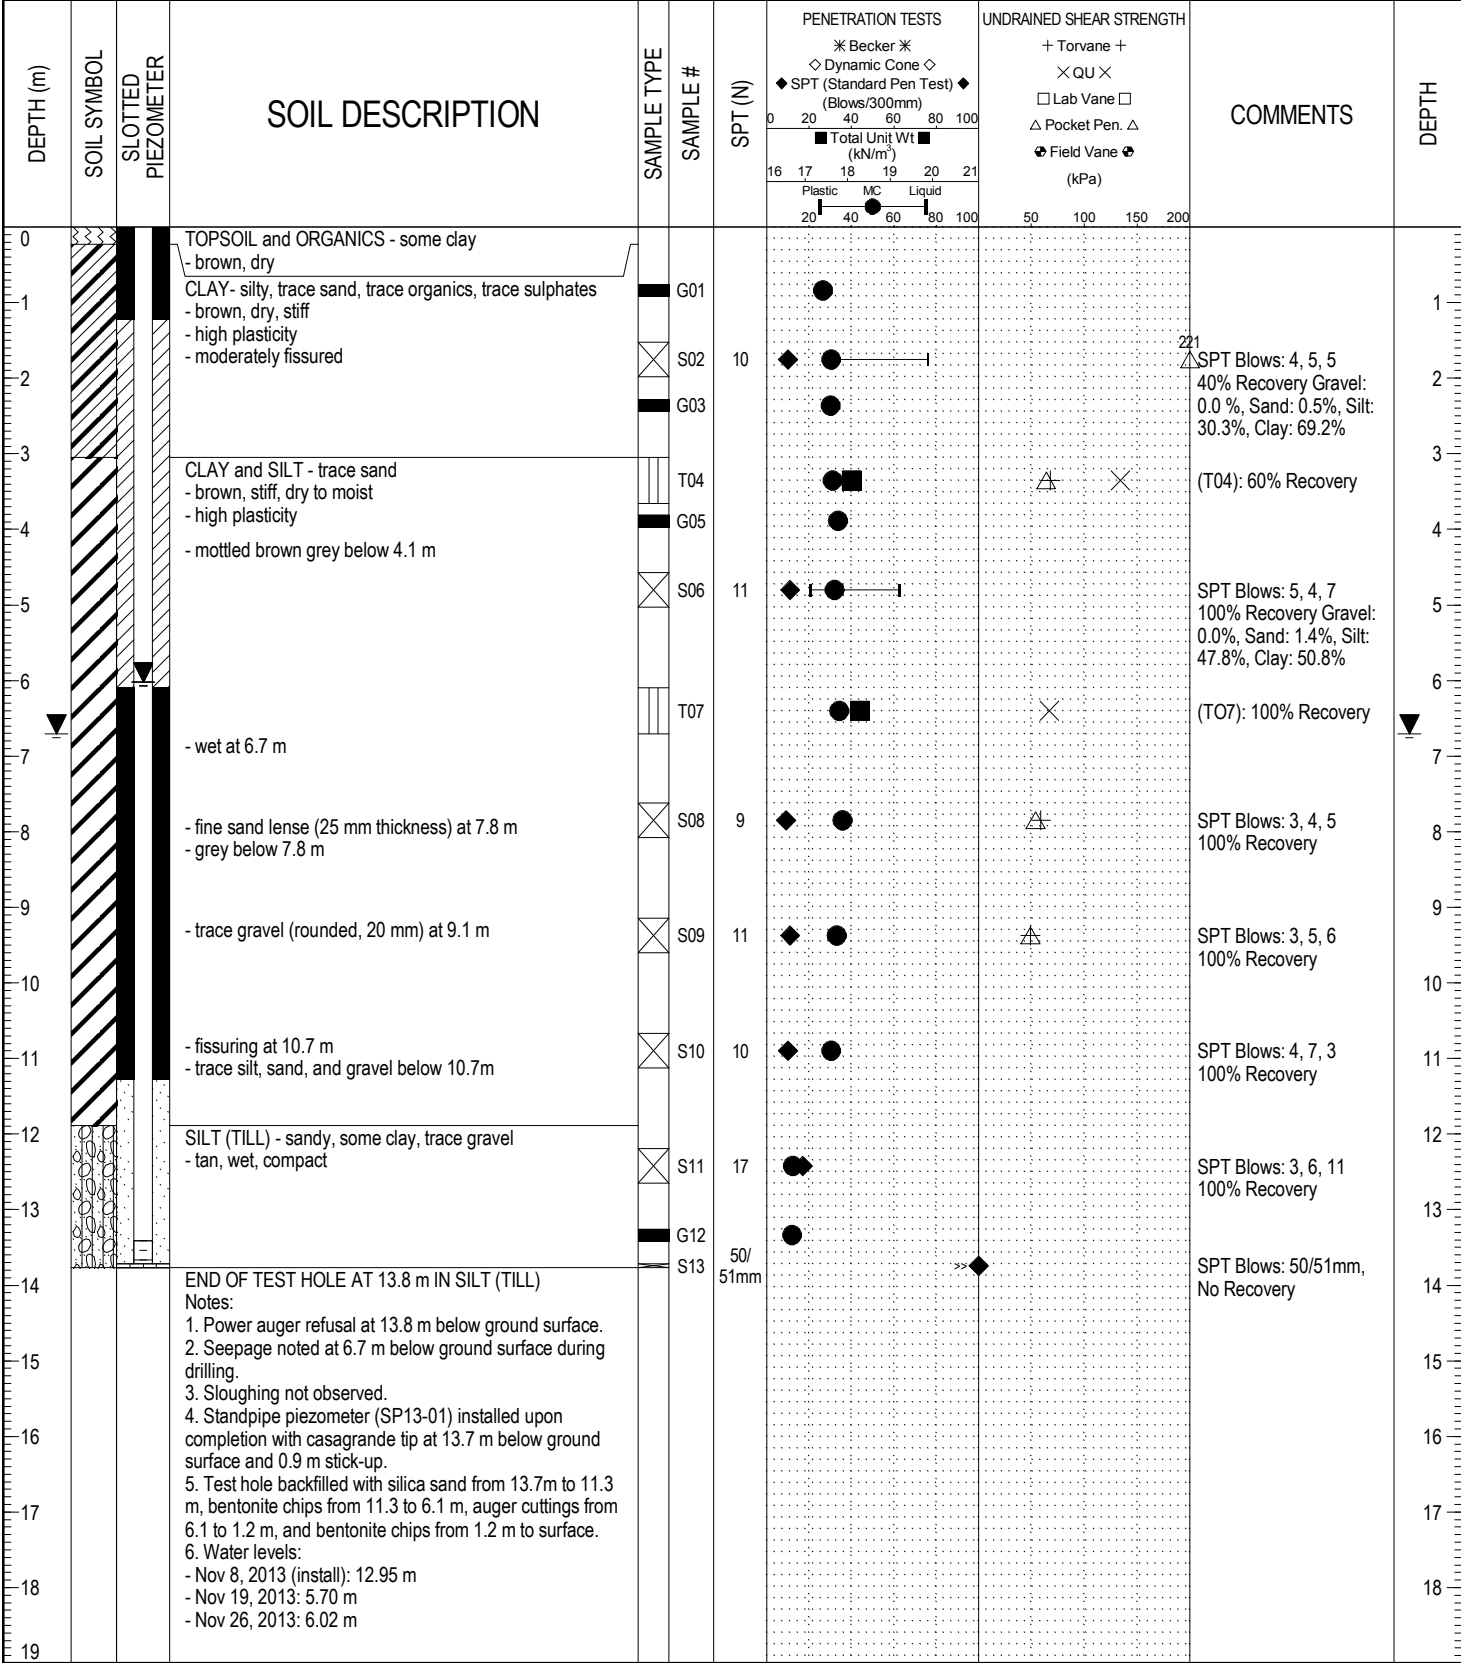 DEPTH (m)
SOIL SYMBOL
SLOTTED
PIEZOMETER
SOIL DESCRIPTION
SAMPLE TYPE
SAMPLE #
SPT (N)
PENETRATION TESTS
✳ Becker ✳
◇ Dynamic Cone ◇
◆ SPT (Standard Pen Test) ◆
(Blows/300mm)
0 20 40 60 80 100
■ Total Unit Wt ■
(kN/m³)
16 17 18 19 20 21
Plastic MC Liquid
20 40 60 80 100
UNDRAINED SHEAR STRENGTH
+ Torvane +
× QU ×
□ Lab Vane □
△ Pocket Pen. △
Field Vane
(kPa)
50 100 150 200
COMMENTS
DEPTH
0
1
2
3
4
5
6
7
8
9
10
11
12
13
14
15
16
17
18
19
TOPSOIL and ORGANICS - some clay
- brown, dry
CLAY- silty, trace sand, trace organics, trace sulphates
- brown, dry, stiff
- high plasticity
- moderately fissured
CLAY and SILT - trace sand
- brown, stiff, dry to moist
- high plasticity
- mottled brown grey below 4.1 m
- wet at 6.7 m
- fine sand lense (25 mm thickness) at 7.8 m
- grey below 7.8 m
- trace gravel (rounded, 20 mm) at 9.1 m
- fissuring at 10.7 m
- trace silt, sand, and gravel below 10.7m
SILT (TILL) - sandy, some clay, trace gravel
- tan, wet, compact
END OF TEST HOLE AT 13.8 m IN SILT (TILL)
Notes:
1. Power auger refusal at 13.8 m below ground surface.
2. Seepage noted at 6.7 m below ground surface during
drilling.
3. Sloughing not observed.
4. Standpipe piezometer (SP13-01) installed upon
completion with casagrande tip at 13.7 m below ground
surface and 0.9 m stick-up.
5. Test hole backfilled with silica sand from 13.7m to 11.3
m, bentonite chips from 11.3 to 6.1 m, auger cuttings from
6.1 to 1.2 m, and bentonite chips from 1.2 m to surface.
6. Water levels:
- Nov 8, 2013 (install): 12.95 m
- Nov 19, 2013: 5.70 m
- Nov 26, 2013: 6.02 m
G01
S02
G03
T04
G05
S06
T07
S08
S09
S10
S11
G12
S13
10
11
9
11
10
17
50/
51mm
>>
221
SPT Blows: 4, 5, 5
40% Recovery Gravel:
0.0 %, Sand: 0.5%, Silt:
30.3%, Clay: 69.2%
(T04): 60% Recovery
SPT Blows: 5, 4, 7
100% Recovery Gravel:
0.0%, Sand: 1.4%, Silt:
47.8%, Clay: 50.8%
(TO7): 100% Recovery
SPT Blows: 3, 4, 5
100% Recovery
SPT Blows: 3, 5, 6
100% Recovery
SPT Blows: 4, 7, 3
100% Recovery
SPT Blows: 3, 6, 11
100% Recovery
SPT Blows: 50/51mm,
No Recovery
1
2
3
4
5
6
7
8
9
10
11
12
13
14
15
16
17
18